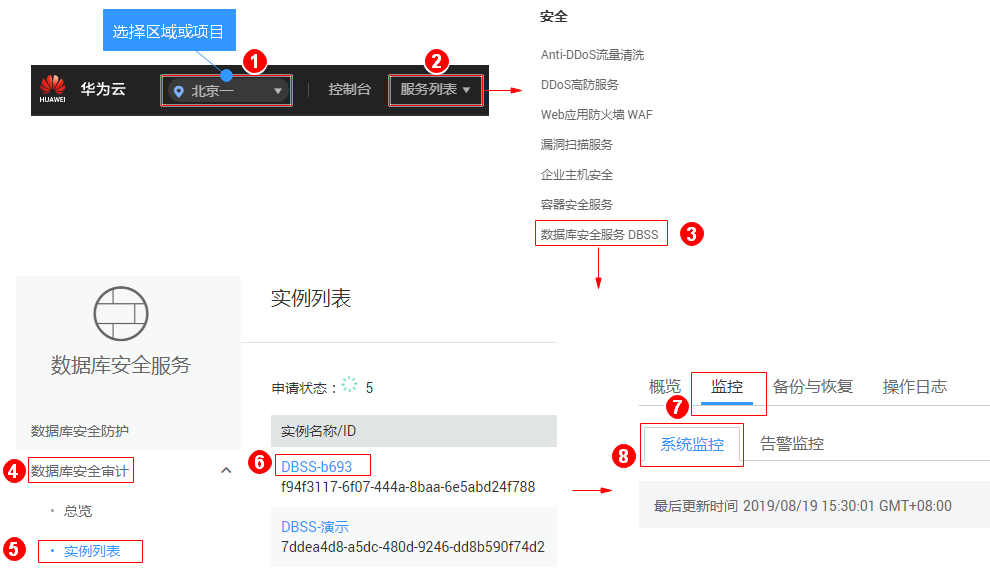 选择区域或项目
1
2
HUAWEI
华为云
北京一
控制台
服务列表
安全
Anti-DDoS流量清洗
DDoS高防服务
Web应用防火墙 WAF
漏洞扫描服务
企业主机安全
容器安全服务
数据库安全服务 DBSS
3
数据库安全服务
数据库安全防护
4
数据库安全审计
总览
5
实例列表
实例列表
申请状态： 5
实例名称/ID
6
DBSS-b693
f94f3117-6f07-444a-8baa-6e5abd24f788
DBSS-演示
7ddea4d8-a5dc-480d-9246-dd8b590f74d2
概览 监控 备份与恢复 操作日志
7
8
系统监控 告警监控
最后更新时间 2019/08/19 15:30:01 GMT+08:00